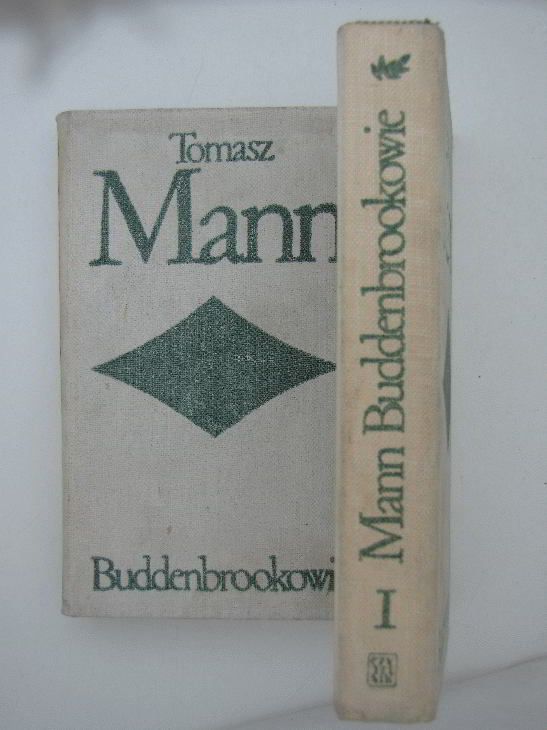 Tomasz
Mann
Buddenbrookowi
I Mann Buddenbrookowie